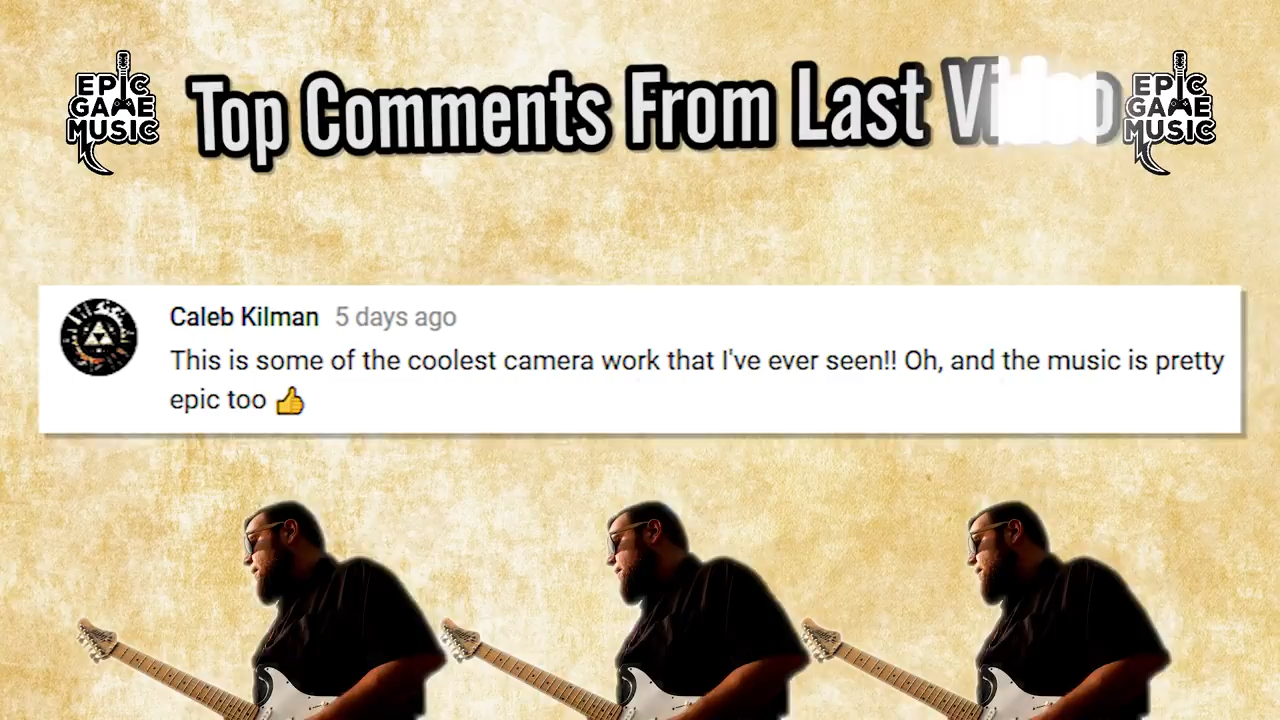 EPIC
GAME
MUSIC
Top Comments From Last Video
EPIC
GAME
MUSIC
Caleb Kilman 5 days ago
This is some of the coolest camera work that I've ever seen!! Oh, and the music is pretty
epic too 👍